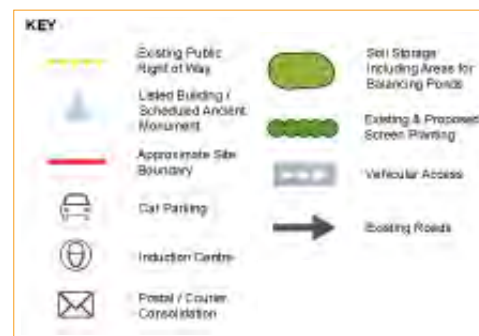 KEY
Existing Public
Right of Way
Listed Building /
Scheduled Ancient
Monument
Approximate Site
Boundary
Car Parking
Induction Centre
Postal / Courier
Consolidation
Soil Storage
Including Areas for
Balancing Ponds
Existing & Proposed
Screen Planting
Vehicular Access
Existing Roads